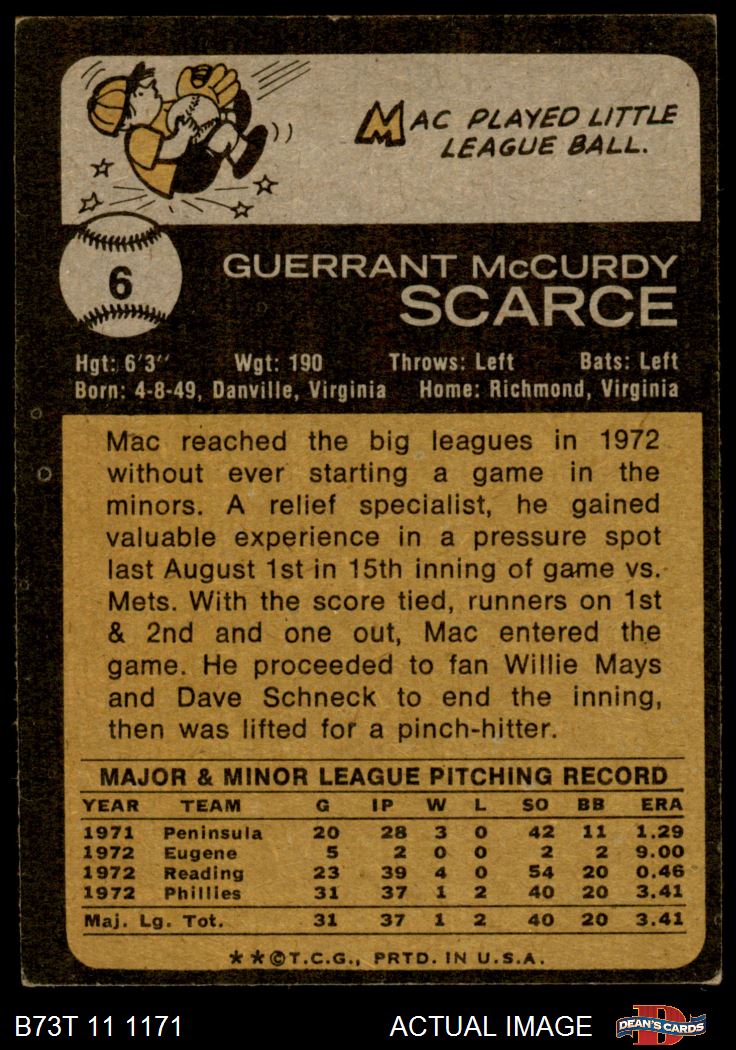 MAC PLAYED LITTLE
LEAGUE BALL.
6
GUERRANT McCURDY
SCARCE
Hgt: 6'3" Wgt: 190 Throws: Left Bats: Left
Born: 4-8-49, Danville, Virginia Home: Richmond, Virginia
Mac reached the big leagues in 1972
without ever starting a game in the
minors. A relief specialist, he gained
valuable experience in a pressure spot
last August 1st in 15th inning of game vs.
Mets. With the score tied, runners on 1st
& 2nd and one out, Mac entered the
game. He proceeded to fan Willie Mays
and Dave Schneck to end the inning,
then was lifted for a pinch-hitter.
MAJOR & MINOR LEAGUE PITCHING RECORD
YEAR TEAM G IP W L SO BB ERA
1971 Peninsula 20 28 3 0 42 11 1.29
1972 Eugene 5 2 0 0 2 2 9.00
1972 Reading 23 39 4 0 54 20 0.46
1972 Phillies 31 37 1 2 40 20 3.41
Maj. Lg. Tot. 31 37 1 2 40 20 3.41
**©T.C.G., PRTD. IN U.S.A.
B73T 11 1171 ACTUAL IMAGE D DEAN'S CARDS